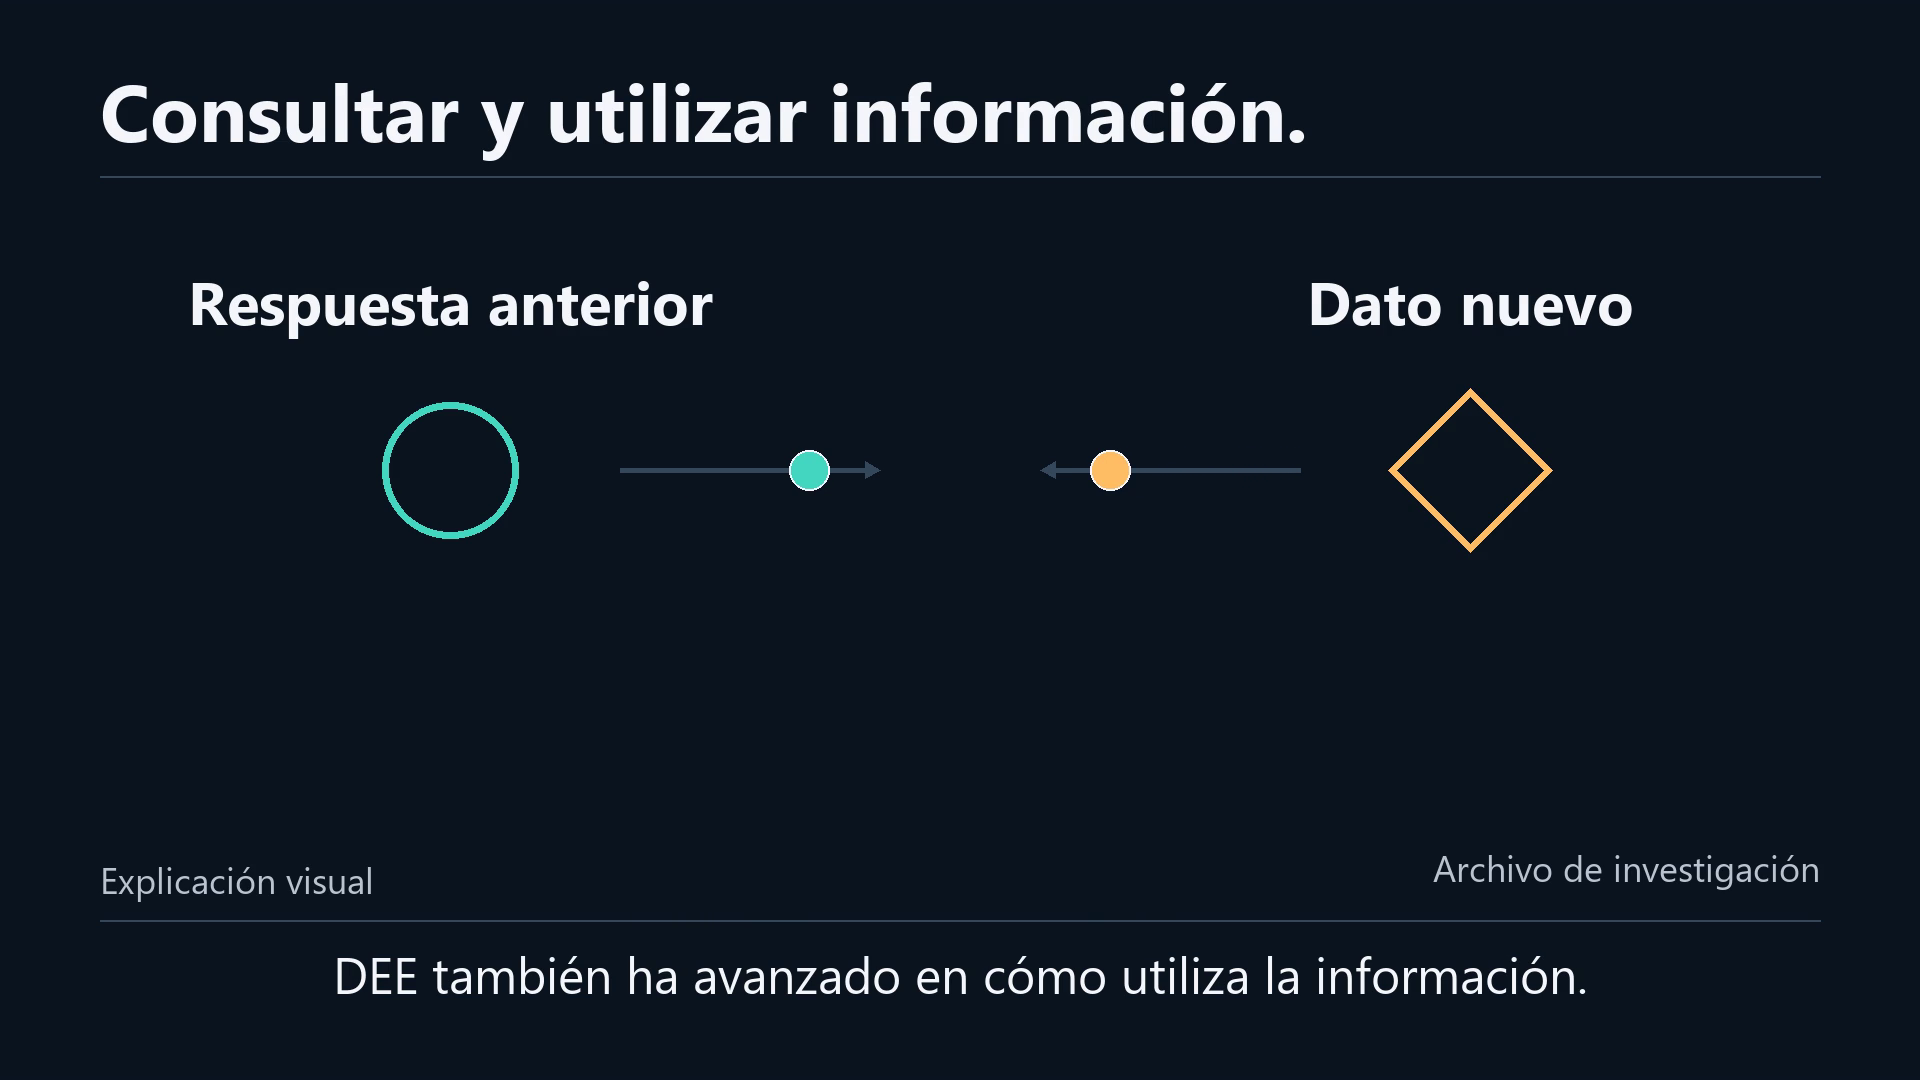 Consultar y utilizar información.
Respuesta anterior
Dato nuevo
Explicación visual
Archivo de investigación
DEE también ha avanzado en cómo utiliza la información.